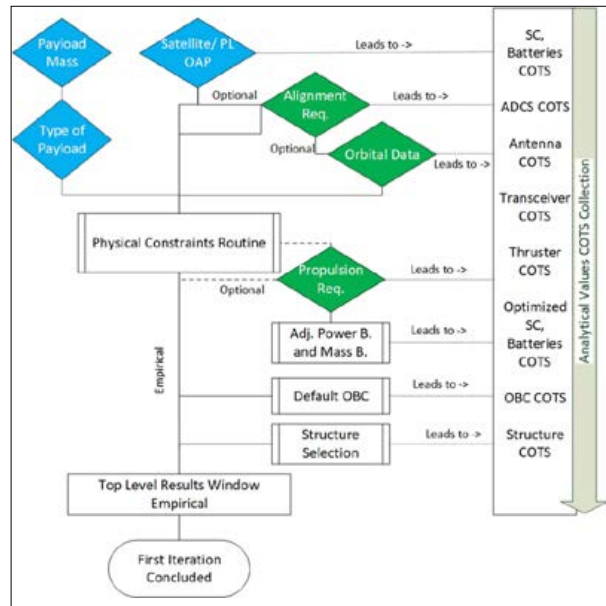 Payload
Mass
Satellite/ PL
OAP
Leads to ->
SC,
Batteries
COTS
Optional
Alignment
Req.
Leads to ->
ADCS COTS
Type of
Payload
Optional
Orbital Data
Leads to ->
Antenna
COTS
Transceiver
COTS
Physical Constraints Routine
Propulsion
Req.
Optional
Leads to ->
Thruster
COTS
Adj. Power B.
and Mass B.
Leads to ->
Optimized
SC,
Batteries
COTS
Empirical
Default OBC
Leads to ->
OBC COTS
Structure
Selection
Leads to ->
Structure
COTS
Analytical Values COTS Collection
Top Level Results Window
Empirical
First Iteration
Concluded